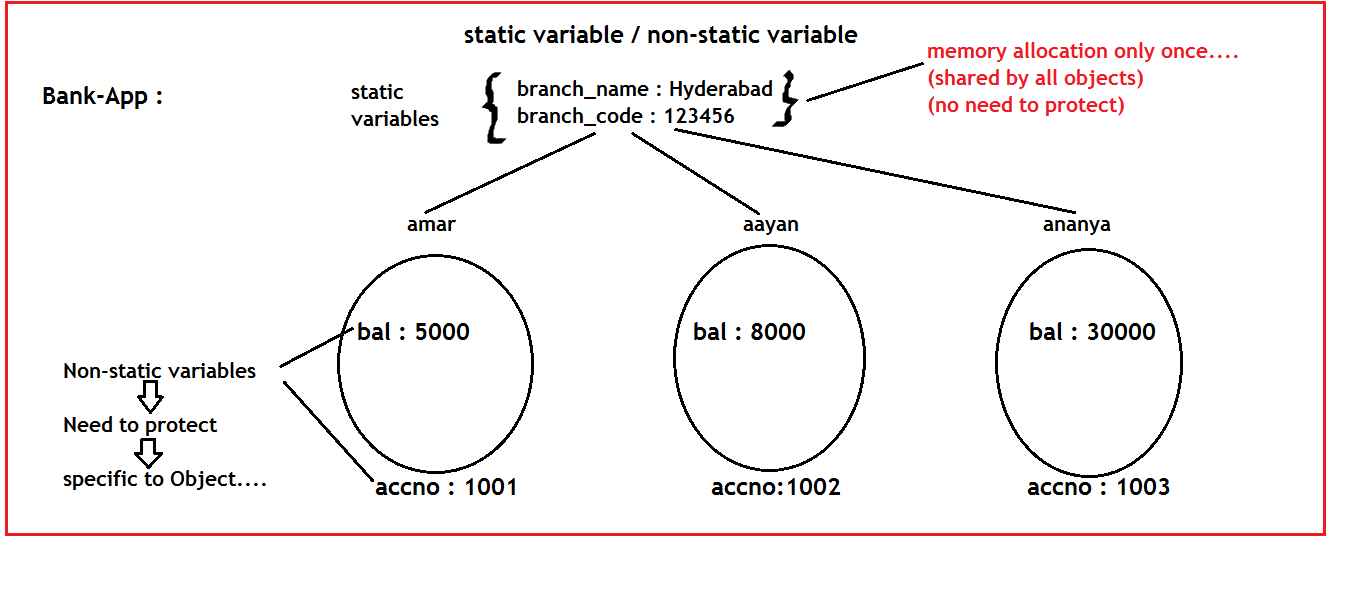 static variable / non-static variable
Bank-App :
static
variables
branch_name : Hyderabad
branch_code : 123456
memory allocation only once....
(shared by all objects)
(no need to protect)
amar
aayan
ananya
bal : 5000
bal : 8000
bal : 30000
Non-static variables
Need to protect
specific to Object....
accno : 1001
accno:1002
accno : 1003